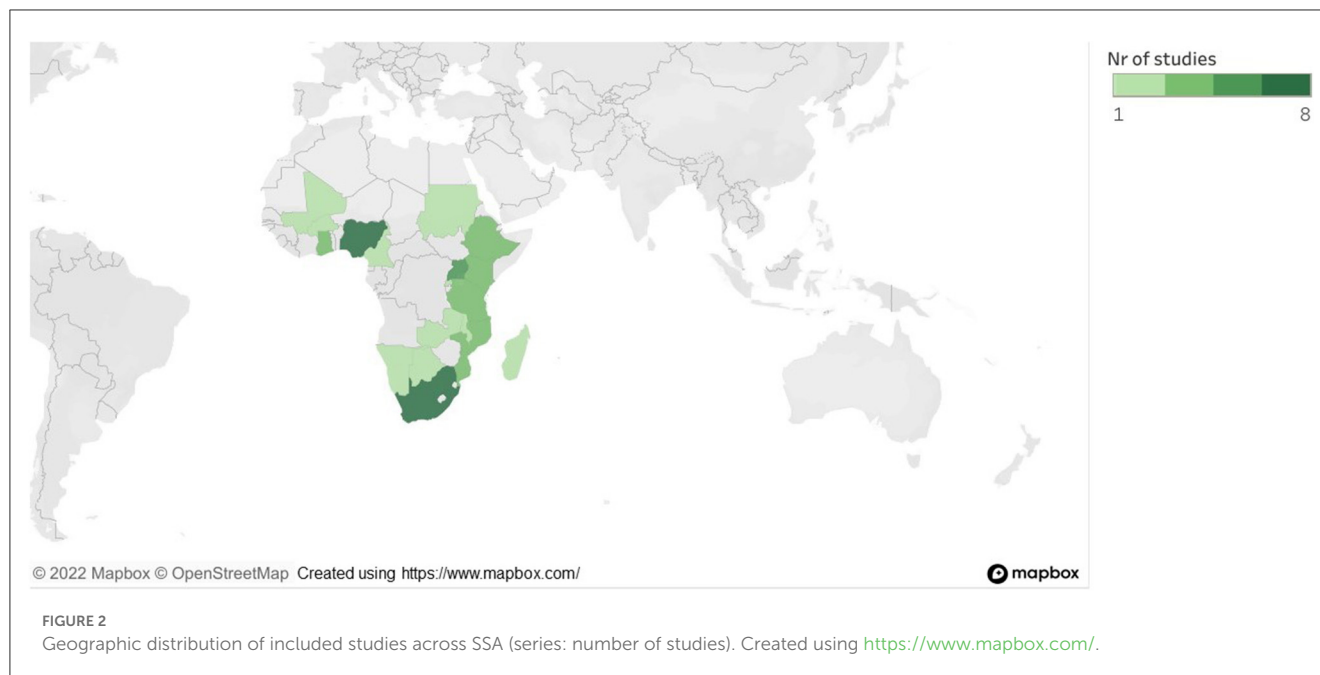 Nr of studies
1 8
© 2022 Mapbox © OpenStreetMap Created using https://www.mapbox.com/
mapbox
FIGURE 2
Geographic distribution of included studies across SSA (series: number of studies). Created using https://www.mapbox.com/.